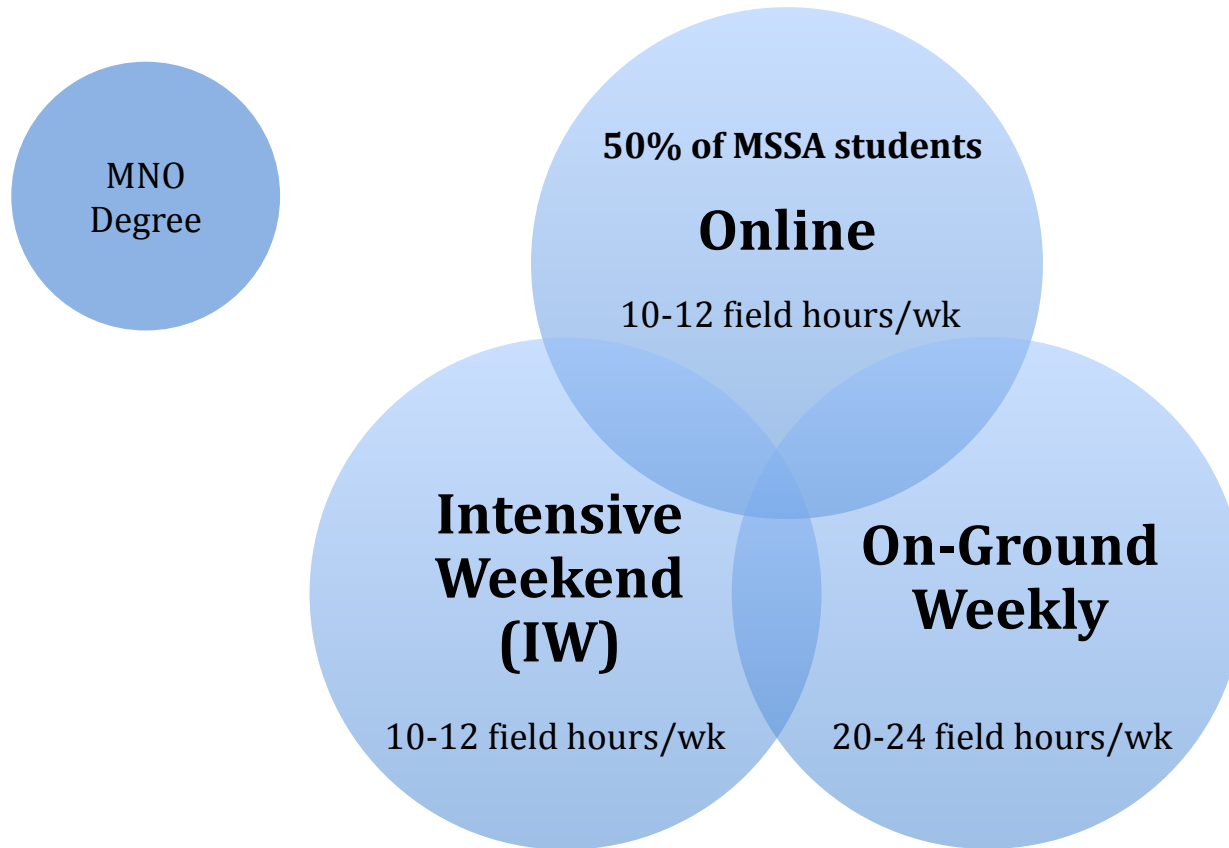 MNO
Degree
50% of MSSA students
Online
10-12 field hours/wk
Intensive
Weekend
(IW)
10-12 field hours/wk
On-Ground
Weekly
20-24 field hours/wk